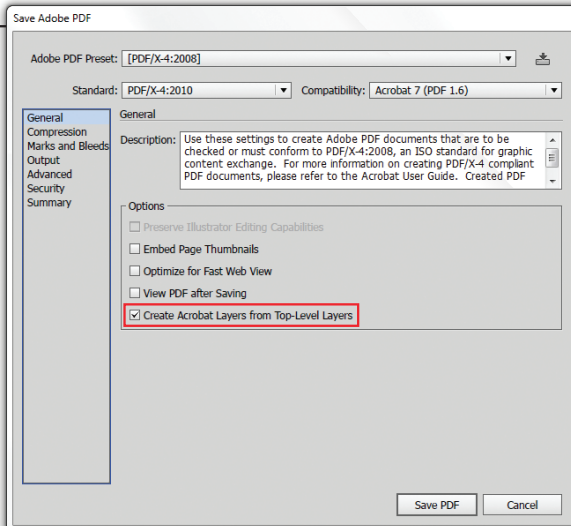 Save Adobe PDF
Adobe PDF Preset: [PDF/X-4:2008]
Standard: PDF/X-4:2010 Compatibility: Acrobat 7 (PDF 1.6)
General
Compression
Marks and Bleeds
Output
Advanced
Security
Summary
General
Description: Use these settings to create Adobe PDF documents that are to be
checked or must conform to PDF/X-4:2008, an ISO standard for graphic
content exchange. For more information on creating PDF/X-4 compliant
PDF documents, please refer to the Acrobat User Guide. Created PDF
Options
Preserve Illustrator Editing Capabilities
Embed Page Thumbnails
Optimize for Fast Web View
View PDF after Saving
Create Acrobat Layers from Top-Level Layers
Save PDF Cancel